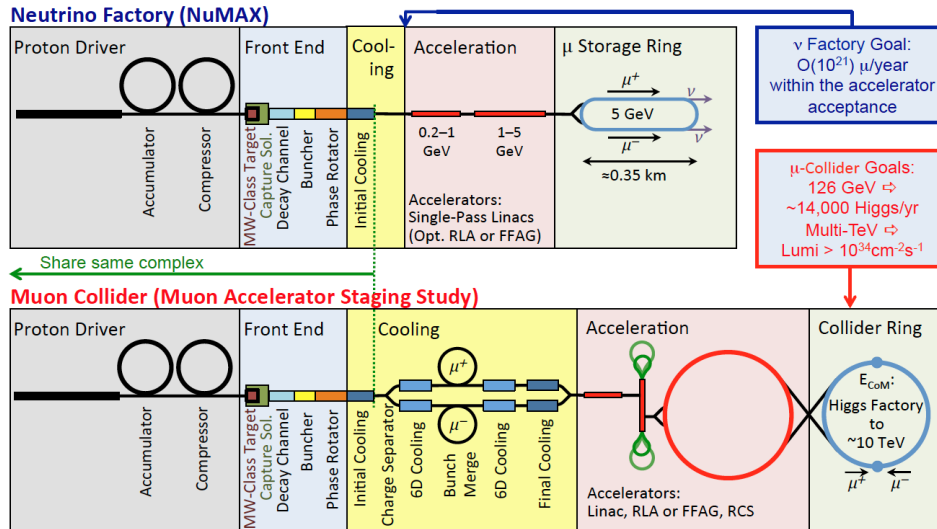 Neutrino Factory (NuMAX)
Proton Driver
Front End
Cool-
ing
Acceleration
μ Storage Ring
Accumulator
Compressor
MW-Class Target
Capture Sol.
Decay Channel
Buncher
Phase Rotator
Initial Cooling
0.2–1
GeV
1–5
GeV
Accelerators:
Single-Pass Linacs
(Opt. RLA or FFAG)
μ+
5 GeV
μ−
ν
ν
≈0.35 km
ν Factory Goal:
O(10²¹) μ/year
within the accelerator
acceptance
μ-Collider Goals:
126 GeV ⇨
~14,000 Higgs/yr
Multi-TeV ⇨
Lumi > 10³⁴cm⁻²s⁻¹
Share same complex
Muon Collider (Muon Accelerator Staging Study)
Proton Driver
Front End
Cooling
Acceleration
Collider Ring
Accumulator
Compressor
MW-Class Target
Capture Sol.
Decay Channel
Buncher
Phase Rotator
Initial Cooling
Charge Separator
6D Cooling
Bunch
Merge
6D Cooling
Final Cooling
μ+
μ−
Accelerators:
Linac, RLA or FFAG, RCS
E_CoM:
Higgs Factory
to
~10 TeV
μ+
μ−